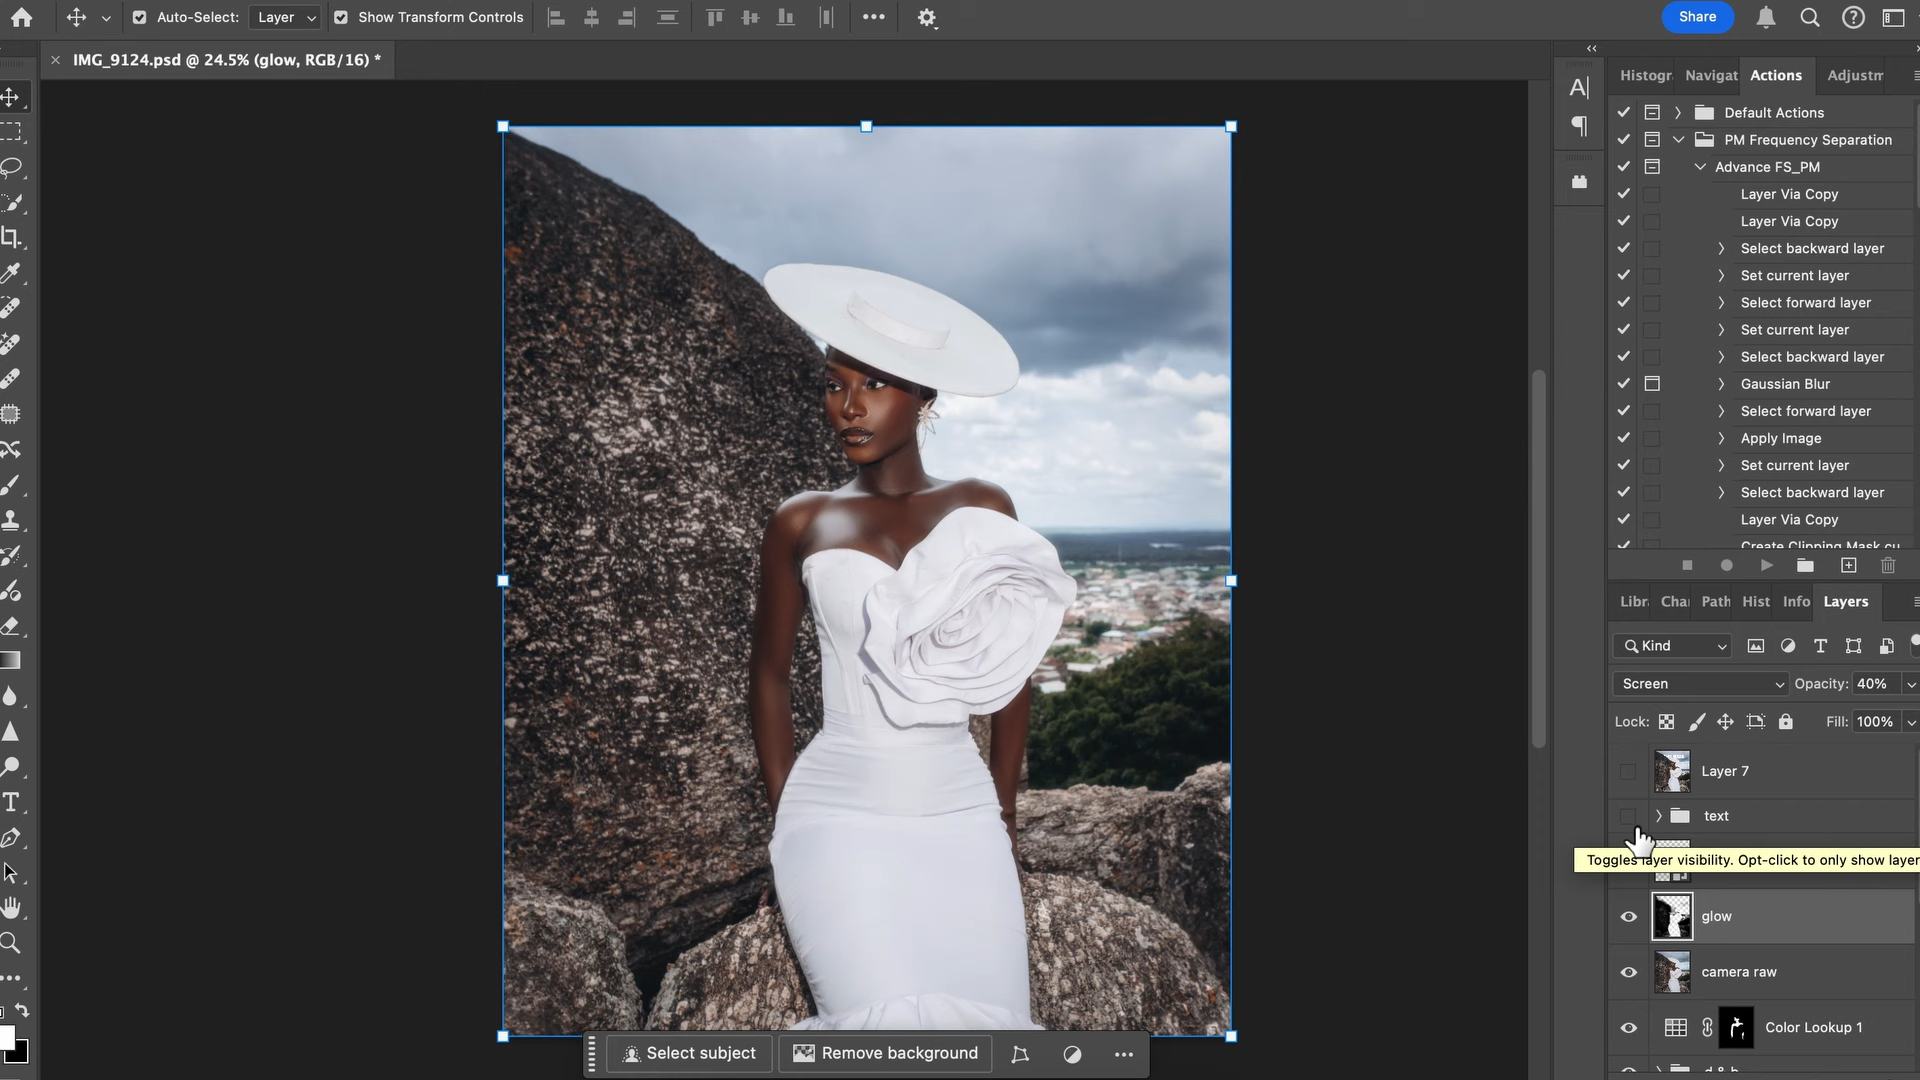 Auto-Select:
Layer
Show Transform Controls
Share
IMG_9124.psd @ 24.5% (glow, RGB/16) *
Histogr
Navigat
Actions
Adjustm
Default Actions
PM Frequency Separation
Advance FS_PM
Layer Via Copy
Layer Via Copy
Select backward layer
Set current layer
Select forward layer
Set current layer
Select backward layer
Gaussian Blur
Select forward layer
Apply Image
Set current layer
Select backward layer
Layer Via Copy
Create Clipping Mask cu
Libr
Cha
Path
Hist
Info
Layers
Kind
Screen
Opacity: 40%
Lock:
Fill: 100%
Layer 7
text
Toggles layer visibility. Opt-click to only show layer
glow
camera raw
Color Lookup 1
d & b
Select subject
Remove background